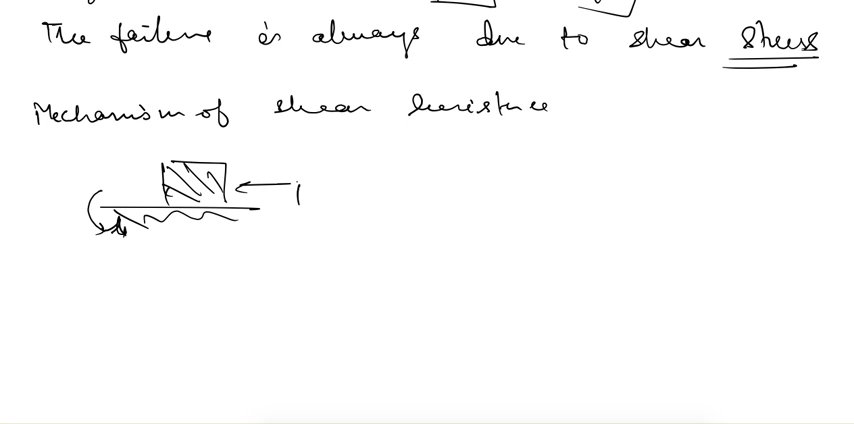 The failure is always due to shear stress
Mechanism of shear resistance